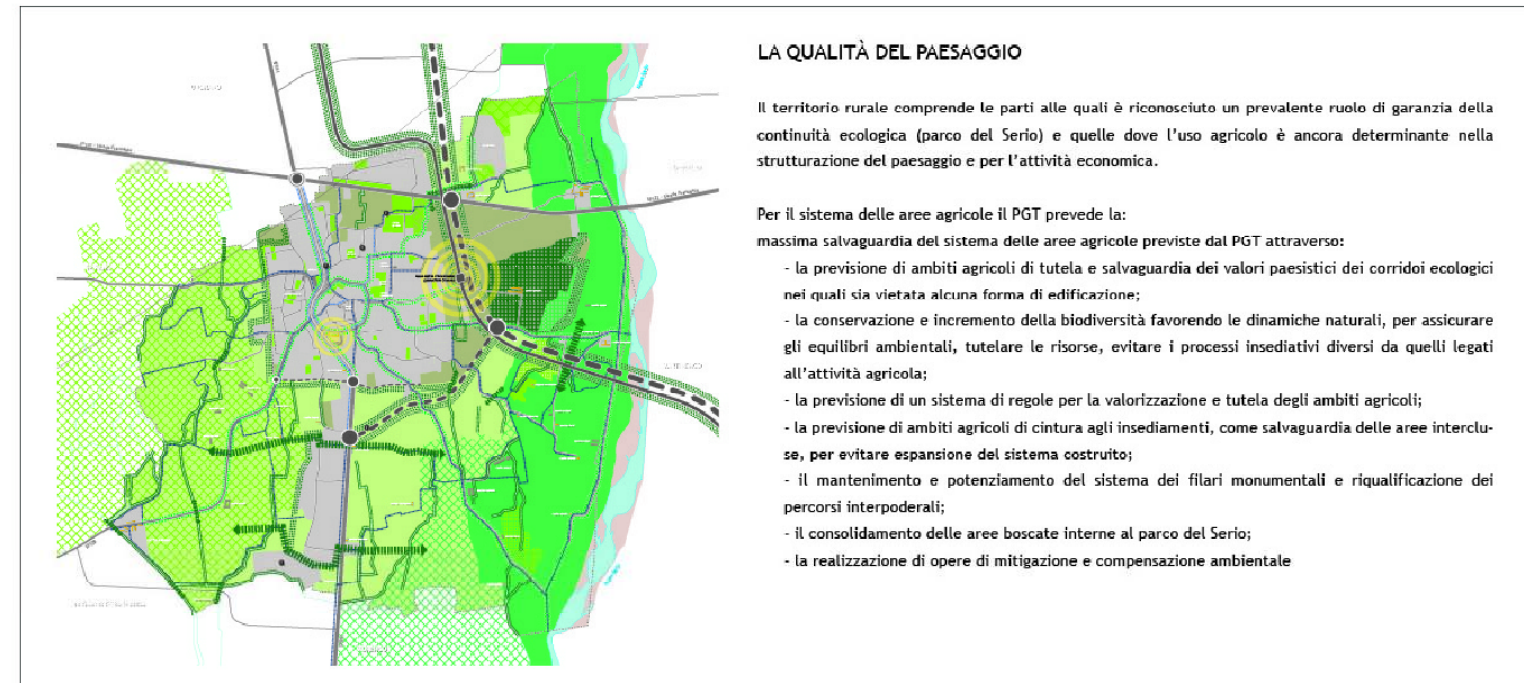 LA QUALITÀ DEL PAESAGGIO
Il territorio rurale comprende le parti alle quali è riconosciuto un prevalente ruolo di garanzia della
continuità ecologica (parco del Serio) e quelle dove l'uso agricolo è ancora determinante nella
strutturazione del paesaggio e per l'attività economica.
Per il sistema delle aree agricole il PGT prevede la:
massima salvaguardia del sistema delle aree agricole previste dal PGT attraverso:
- la previsione di ambiti agricoli di tutela e salvaguardia dei valori paesistici dei corridoi ecologici
nei quali sia vietata alcuna forma di edificazione;
- la conservazione e incremento della biodiversità favorendo le dinamiche naturali, per assicurare
gli equilibri ambientali, tutelare le risorse, evitare i processi insediativi diversi da quelli legati
all'attività agricola;
- la previsione di un sistema di regole per la valorizzazione e tutela degli ambiti agricoli;
- la previsione di ambiti agricoli di cintura agli insediamenti, come salvaguardia delle aree interclu-
se, per evitare espansione del sistema costruito;
- il mantenimento e potenziamento del sistema dei filari monumentali e riqualificazione dei
percorsi interpoderali;
- il consolidamento delle aree boscate interne al parco del Serio;
- la realizzazione di opere di mitigazione e compensazione ambientale